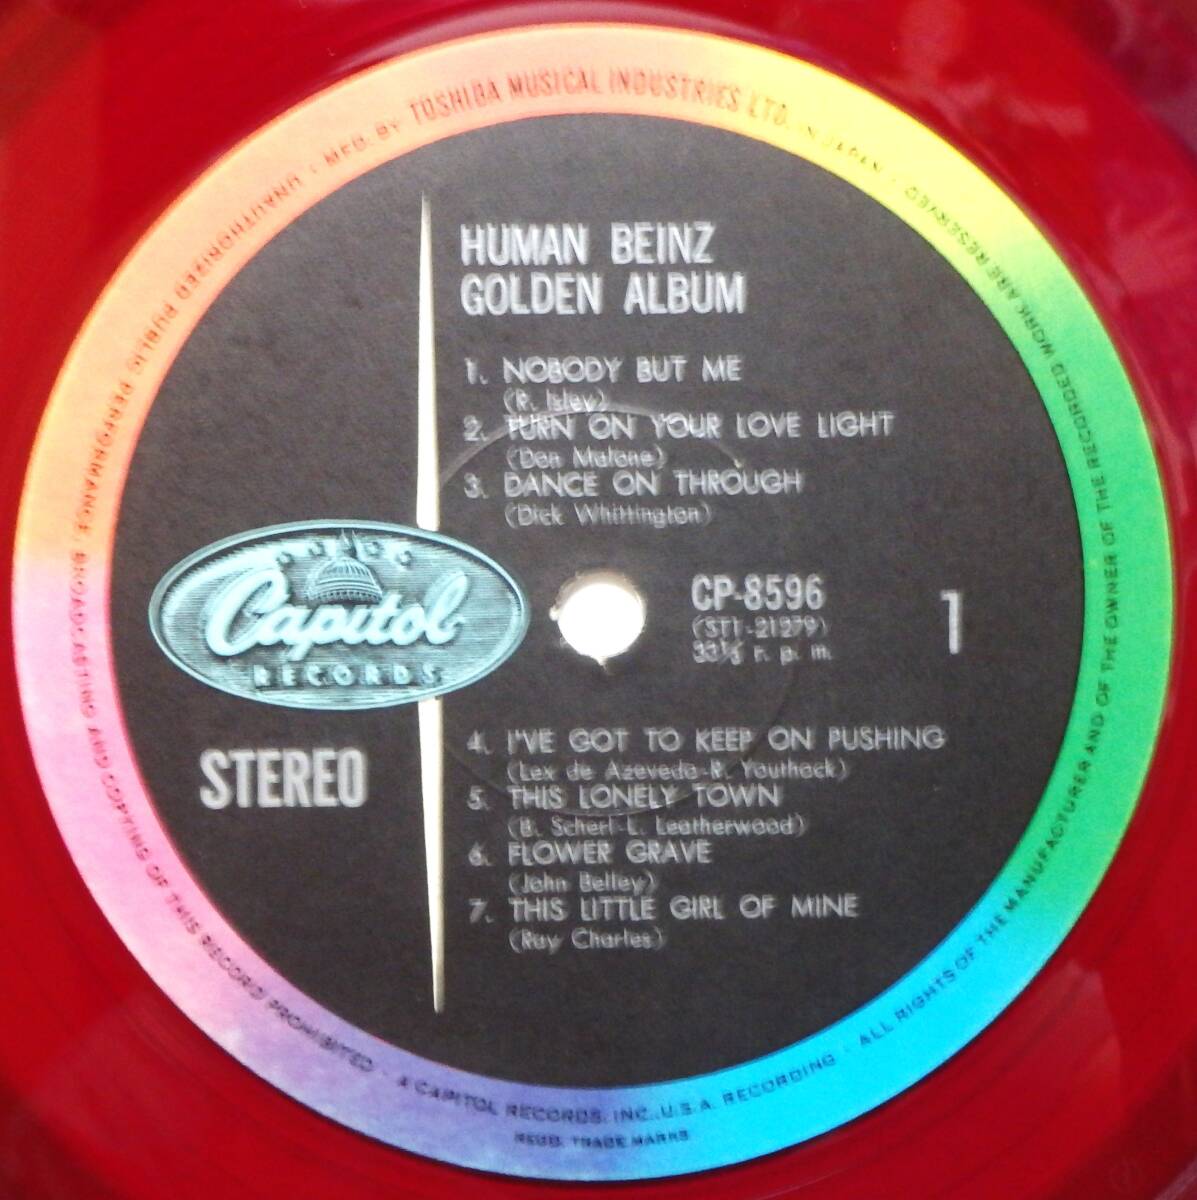 MFD. BY TOSHIBA MUSICAL INDUSTRIES LTD. IN JAPAN
HUMAN BEINZ
GOLDEN ALBUM
1. NOBODY BUT ME
(R. Isley)
2. TURN ON YOUR LOVE LIGHT
(Don Malone)
3. DANCE ON THROUGH
(Dick Whittington)
Capitol
RECORDS
CP-8596
(ST1-21279)
33⅓ r. p. m.
1
STEREO
4. I'VE GOT TO KEEP ON PUSHING
(Lex de Azevedo-R. Youthack)
5. THIS LONELY TOWN
(B. Scherl-L. Leatherwood)
6. FLOWER GRAVE
(John Belley)
7. THIS LITTLE GIRL OF MINE
(Ray Charles)
ALL RIGHTS OF THE MANUFACTURER AND OF THE OWNER OF THE RECORDED WORK ARE RESERVED
UNAUTHORISED PUBLIC PERFORMANCE, BROADCASTING AND COPYING OF THIS RECORD PROHIBITED
A CAPITOL RECORDS, INC., U.S.A. RECORDING
REGD. TRADE MARKS